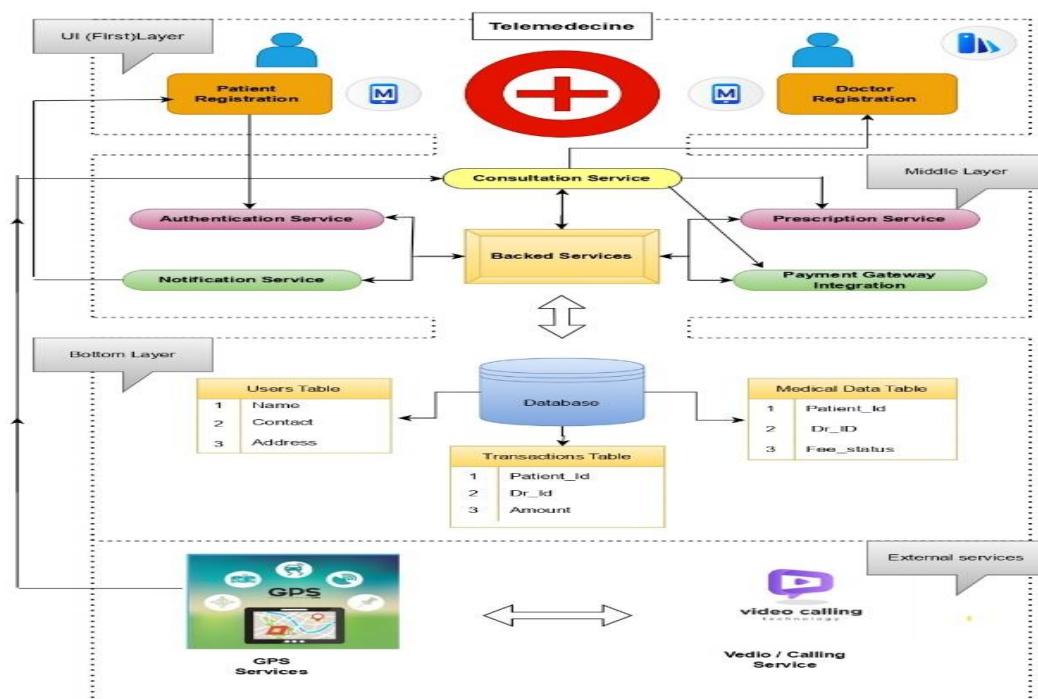 Telemedecine
UI (First)Layer
Patient
Registration
M
M
Doctor
Registration
Consultation Service
Middle Layer
Authentication Service
Prescription Service
Backed Services
Notification Service
Payment Gateway
Integration
Bottom Layer
Users Table
1 Name
2 Contact
3 Address
Database
Medical Data Table
1 Patient_Id
2 Dr_ID
3 Fee_status
Transactions Table
1 Patient_Id
2 Dr_Id
3 Amount
External services
GPS
video calling
technology
GPS
Services
Vedio / Calling
Service